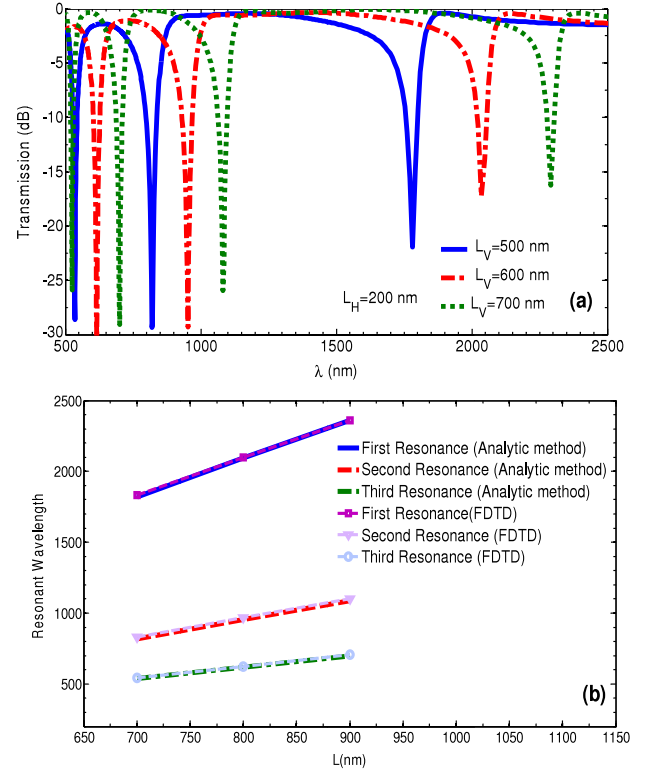 0
−5
−10
−15
−20
−25
−30
Transmission (dB)
500
1000
1500
2000
2500
λ (nm)
L_H=200 nm
L_V=500 nm
L_V=600 nm
L_V=700 nm
(a)
2500
2000
1500
1000
500
Resonant Wavelength
First Resonance (Analytic method)
Second Resonance (Analytic method)
Third Resonance (Analytic method)
First Resonance(FDTD)
Second Resonance (FDTD)
Third Resonance (FDTD)
(b)
650
700
750
800
850
900
950
1000
1050
1100
1150
L(nm)